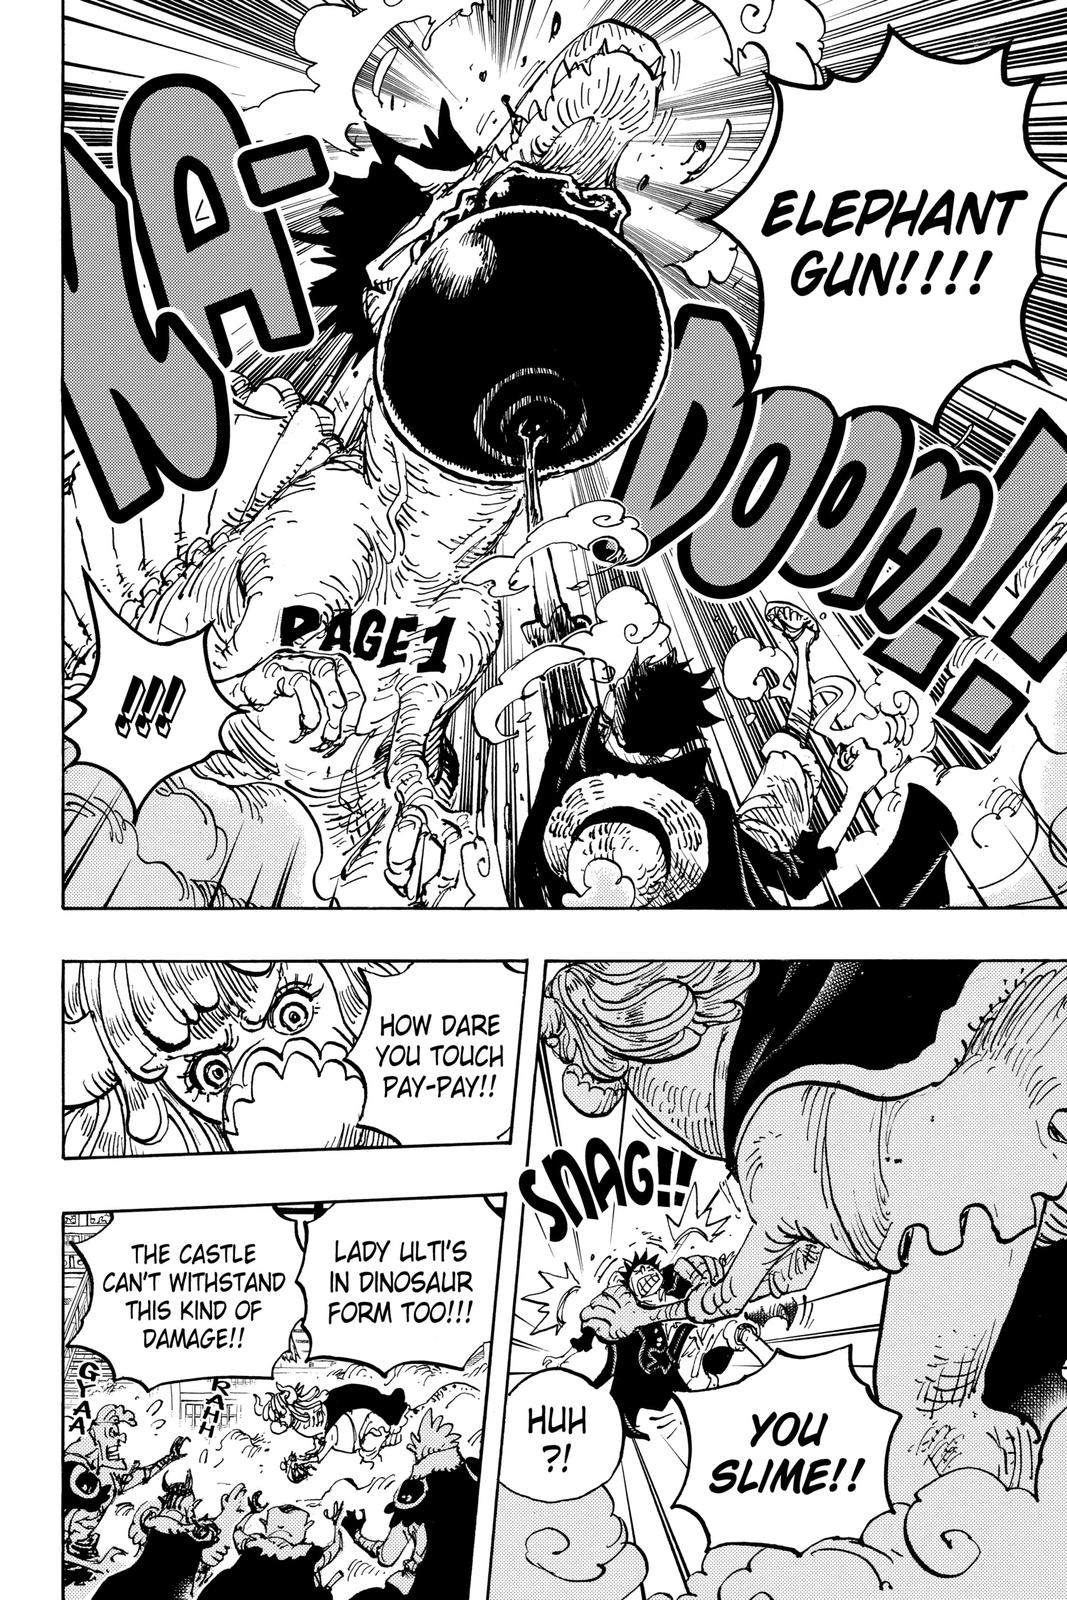 ELEPHANT
GUN!!!!
KA-
DOOM!!
PAGE 1
!!!!
HOW DARE
YOU TOUCH
PAY-PAY!!
SNAG!!
HUH
?!
YOU
SLIME!!
LADY ULTI'S
IN DINOSAUR
FORM TOO!!!
THE CASTLE
CAN'T WITHSTAND
THIS KIND OF
DAMAGE!!
GYAA
RAHH